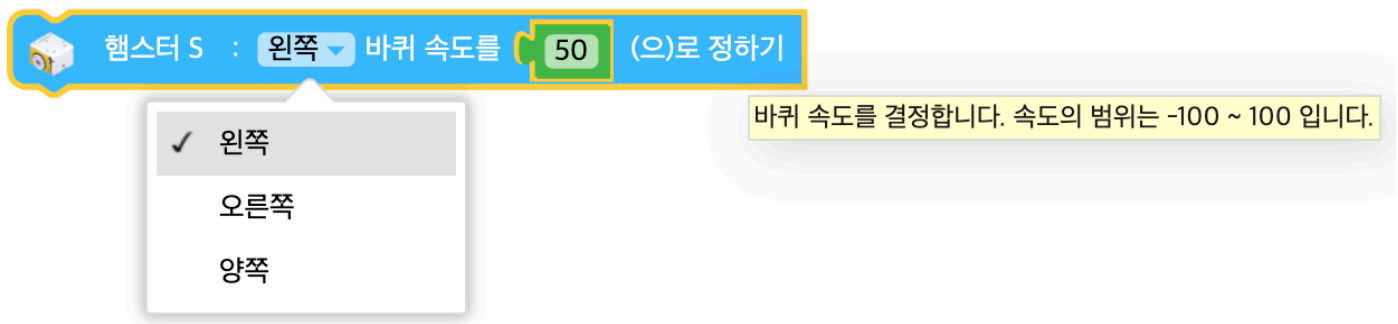 햄스터 S : 왼쪽 바퀴 속도를 50 (으)로 정하기
바퀴 속도를 결정합니다. 속도의 범위는 -100 ~ 100 입니다.
✓ 왼쪽
오른쪽
양쪽